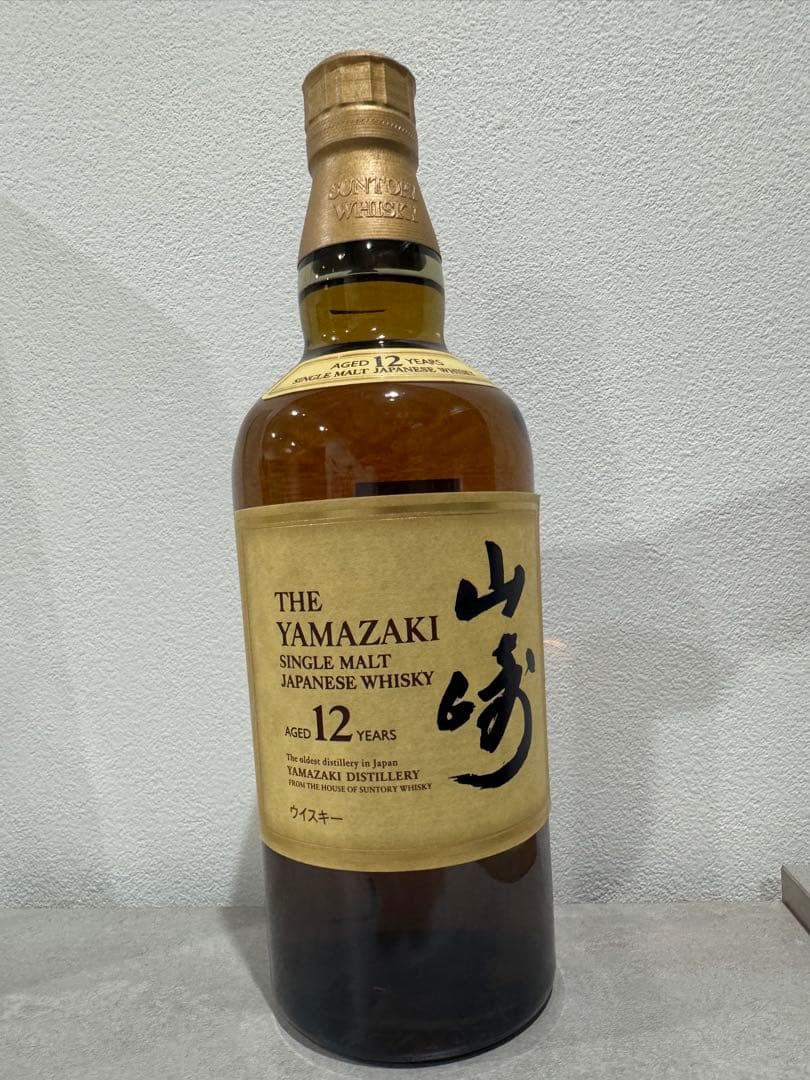 SUNTORY
WHISKY
AGED 12 YEARS
SINGLE MALT JAPANESE WHISKY
THE
YAMAZAKI
SINGLE MALT
JAPANESE WHISKY
AGED 12 YEARS
The oldest distillery in Japan
YAMAZAKI DISTILLERY
FROM THE HOUSE OF SUNTORY WHISKY
ウイスキー
山崎